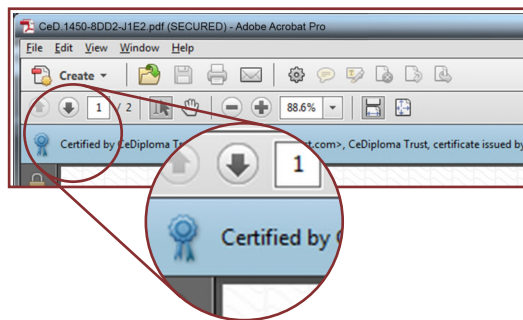 CeD.1450-8DD2-J1E2.pdf (SECURED) - Adobe Acrobat Pro
File Edit View Window Help
Create
1 / 2 88.6%
Certified by CeDiploma Tr st.com>, CeDiploma Trust, certificate issued by
1
Certified by